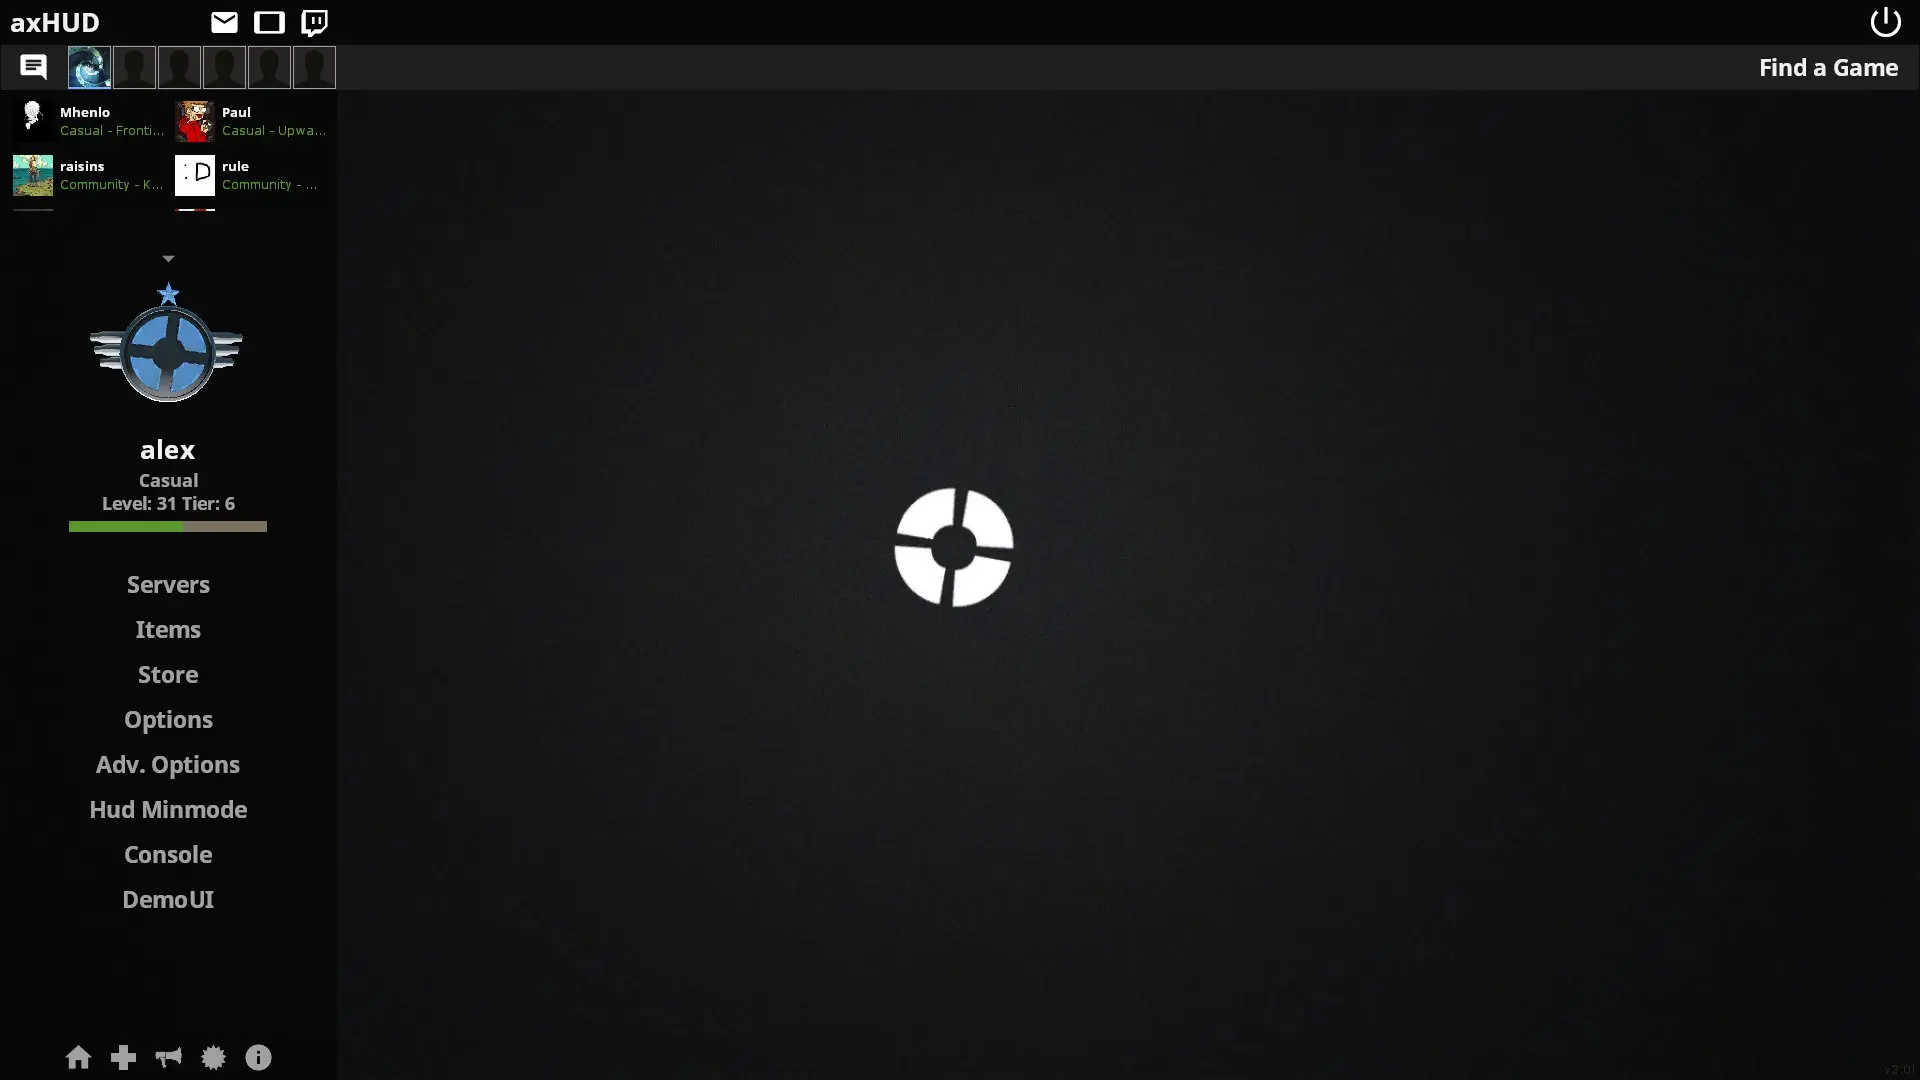 axHUD
Find a Game
Mhenlo
Casual - Fronti...
Paul
Casual - Upwa...
raisins
Community - K...
:D
rule
Community - ...
alex
Casual
Level: 31 Tier: 6
Servers
Items
Store
Options
Adv. Options
Hud Minmode
Console
DemoUI
v2.01